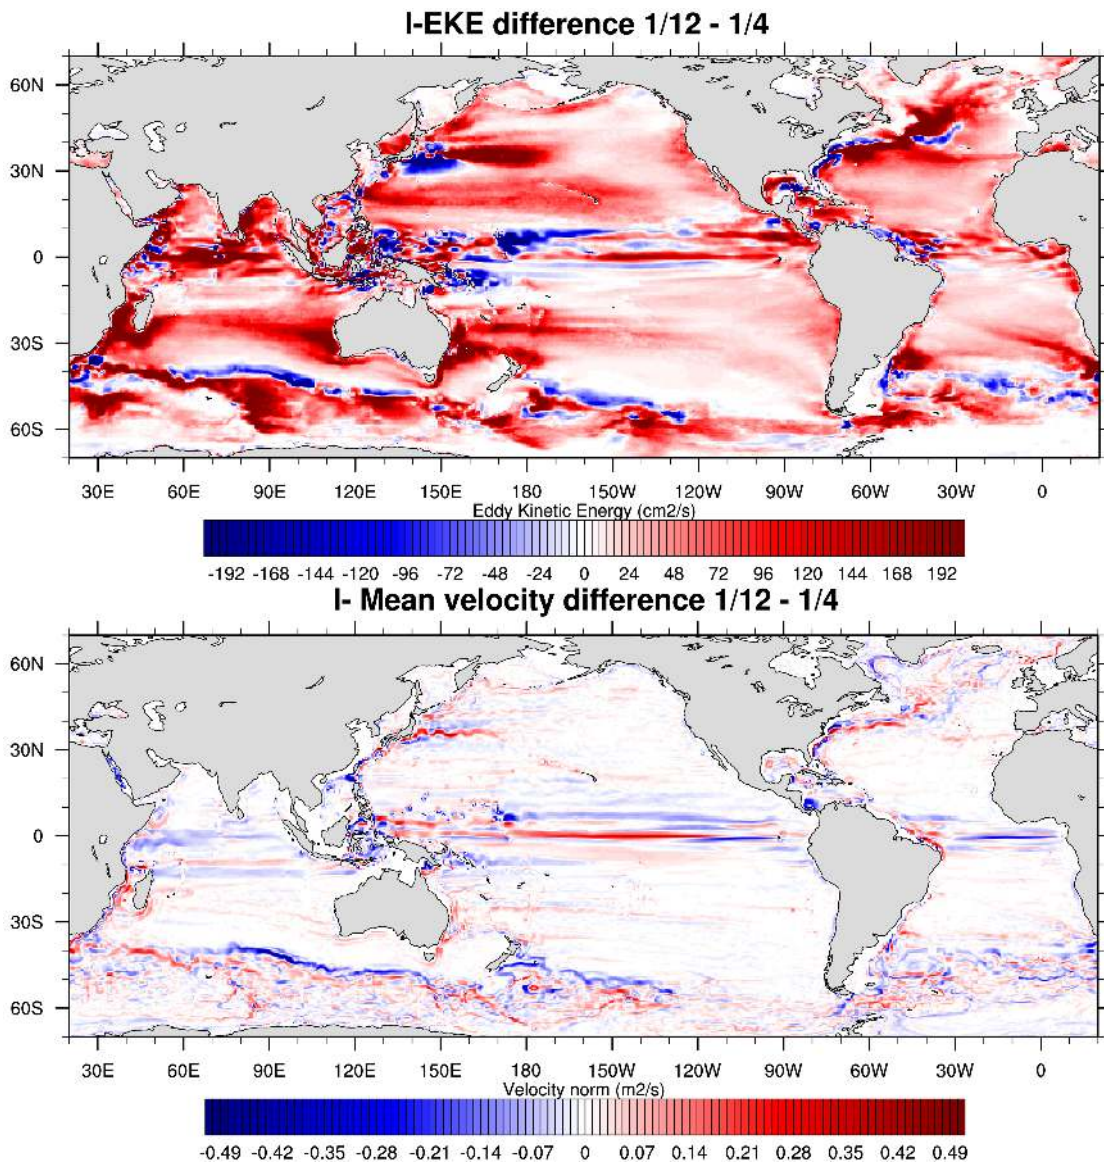 I-EKE difference 1/12 - 1/4
60N
30N
0
30S
60S
30E 60E 90E 120E 150E 180 150W 120W 90W 60W 30W 0
Eddy Kinetic Energy (cm2/s)
-192 -168 -144 -120 -96 -72 -48 -24 0 24 48 72 96 120 144 168 192
I- Mean velocity difference 1/12 - 1/4
60N
30N
0
30S
60S
30E 60E 90E 120E 150E 180 150W 120W 90W 60W 30W 0
Velocity norm (m2/s)
-0.49 -0.42 -0.35 -0.28 -0.21 -0.14 -0.07 0 0.07 0.14 0.21 0.28 0.35 0.42 0.49